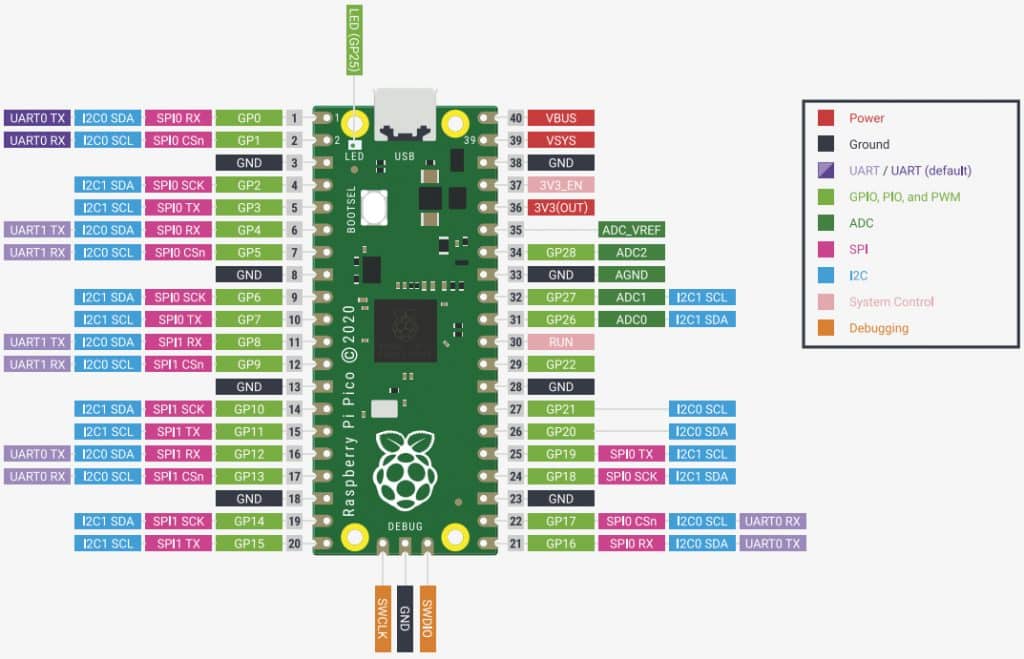 LED (GP25)
UART0 TX I2C0 SDA SPI0 RX GP0 1
UART0 RX I2C0 SCL SPI0 CSn GP1 2
GND 3
I2C1 SDA SPI0 SCK GP2 4
I2C1 SCL SPI0 TX GP3 5
UART1 TX I2C0 SDA SPI0 RX GP4 6
UART1 RX I2C0 SCL SPI0 CSn GP5 7
GND 8
I2C1 SDA SPI0 SCK GP6 9
I2C1 SCL SPI0 TX GP7 10
UART1 TX I2C0 SDA SPI1 RX GP8 11
UART1 RX I2C0 SCL SPI1 CSn GP9 12
GND 13
I2C1 SDA SPI1 SCK GP10 14
I2C1 SCL SPI1 TX GP11 15
UART0 TX I2C0 SDA SPI1 RX GP12 16
UART0 RX I2C0 SCL SPI1 CSn GP13 17
GND 18
I2C1 SDA SPI1 SCK GP14 19
I2C1 SCL SPI1 TX GP15 20
1
2
39
LED
USB
BOOTSEL
Raspberry Pi Pico © 2020
DEBUG
SWCLK
GND
SWDIO
40 VBUS
39 VSYS
38 GND
37 3V3_EN
36 3V3(OUT)
35 ADC_VREF
34 GP28 ADC2
33 GND AGND
32 GP27 ADC1 I2C1 SCL
31 GP26 ADC0 I2C1 SDA
30 RUN
29 GP22
28 GND
27 GP21 I2C0 SCL
26 GP20 I2C0 SDA
25 GP19 SPI0 TX I2C1 SCL
24 GP18 SPI0 SCK I2C1 SDA
23 GND
22 GP17 SPI0 CSn I2C0 SCL UART0 RX
21 GP16 SPI0 RX I2C0 SDA UART0 TX
Power
Ground
UART / UART (default)
GPIO, PIO, and PWM
ADC
SPI
I2C
System Control
Debugging